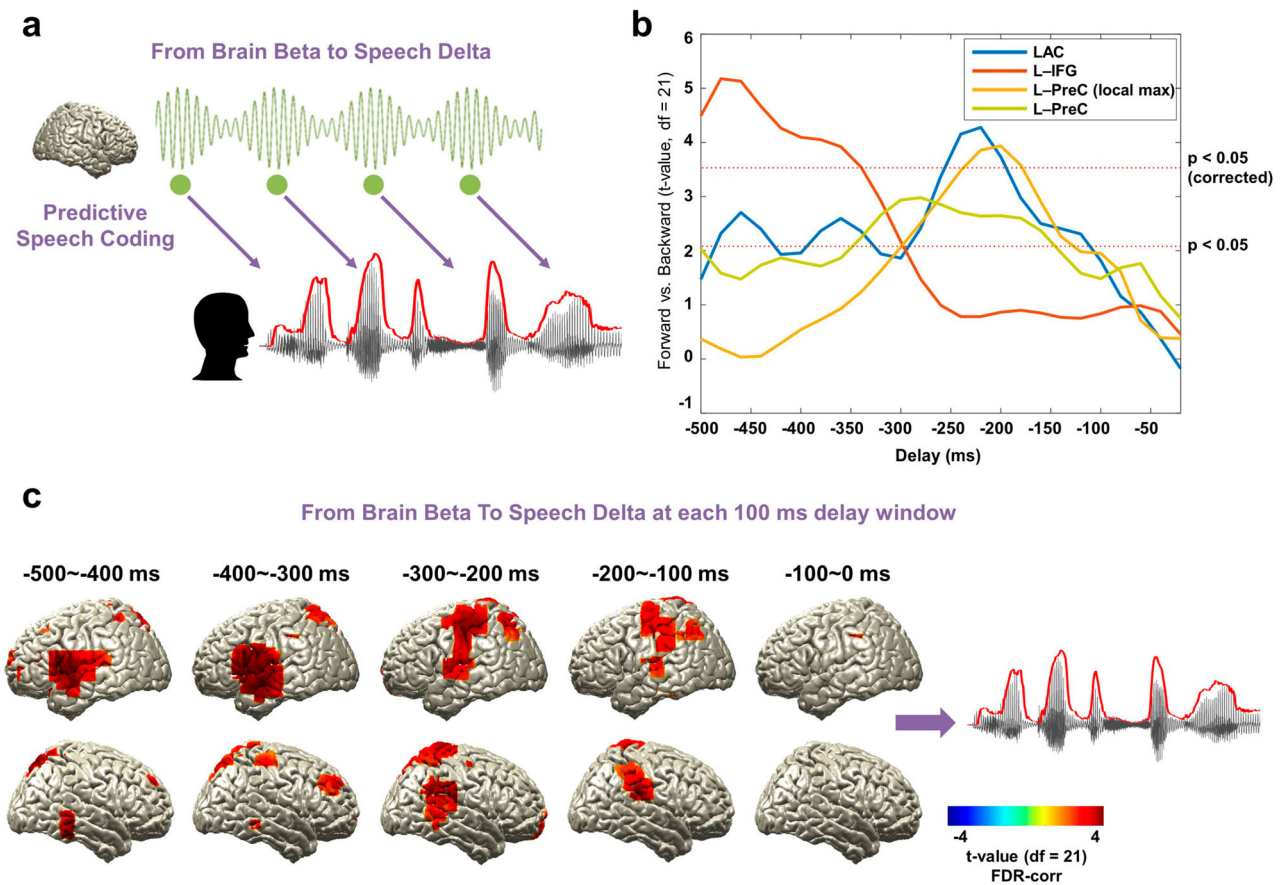 a
From Brain Beta to Speech Delta
Predictive
Speech Coding
b
Forward vs. Backward (t-value, df = 21)
6
5
4
3
2
1
0
-1
LAC
L–IFG
L–PreC (local max)
L–PreC
p < 0.05
(corrected)
p < 0.05
-500 -450 -400 -350 -300 -250 -200 -150 -100 -50
Delay (ms)
c
From Brain Beta To Speech Delta at each 100 ms delay window
-500~-400 ms
-400~-300 ms
-300~-200 ms
-200~-100 ms
-100~0 ms
-4 4
t-value (df = 21)
FDR-corr